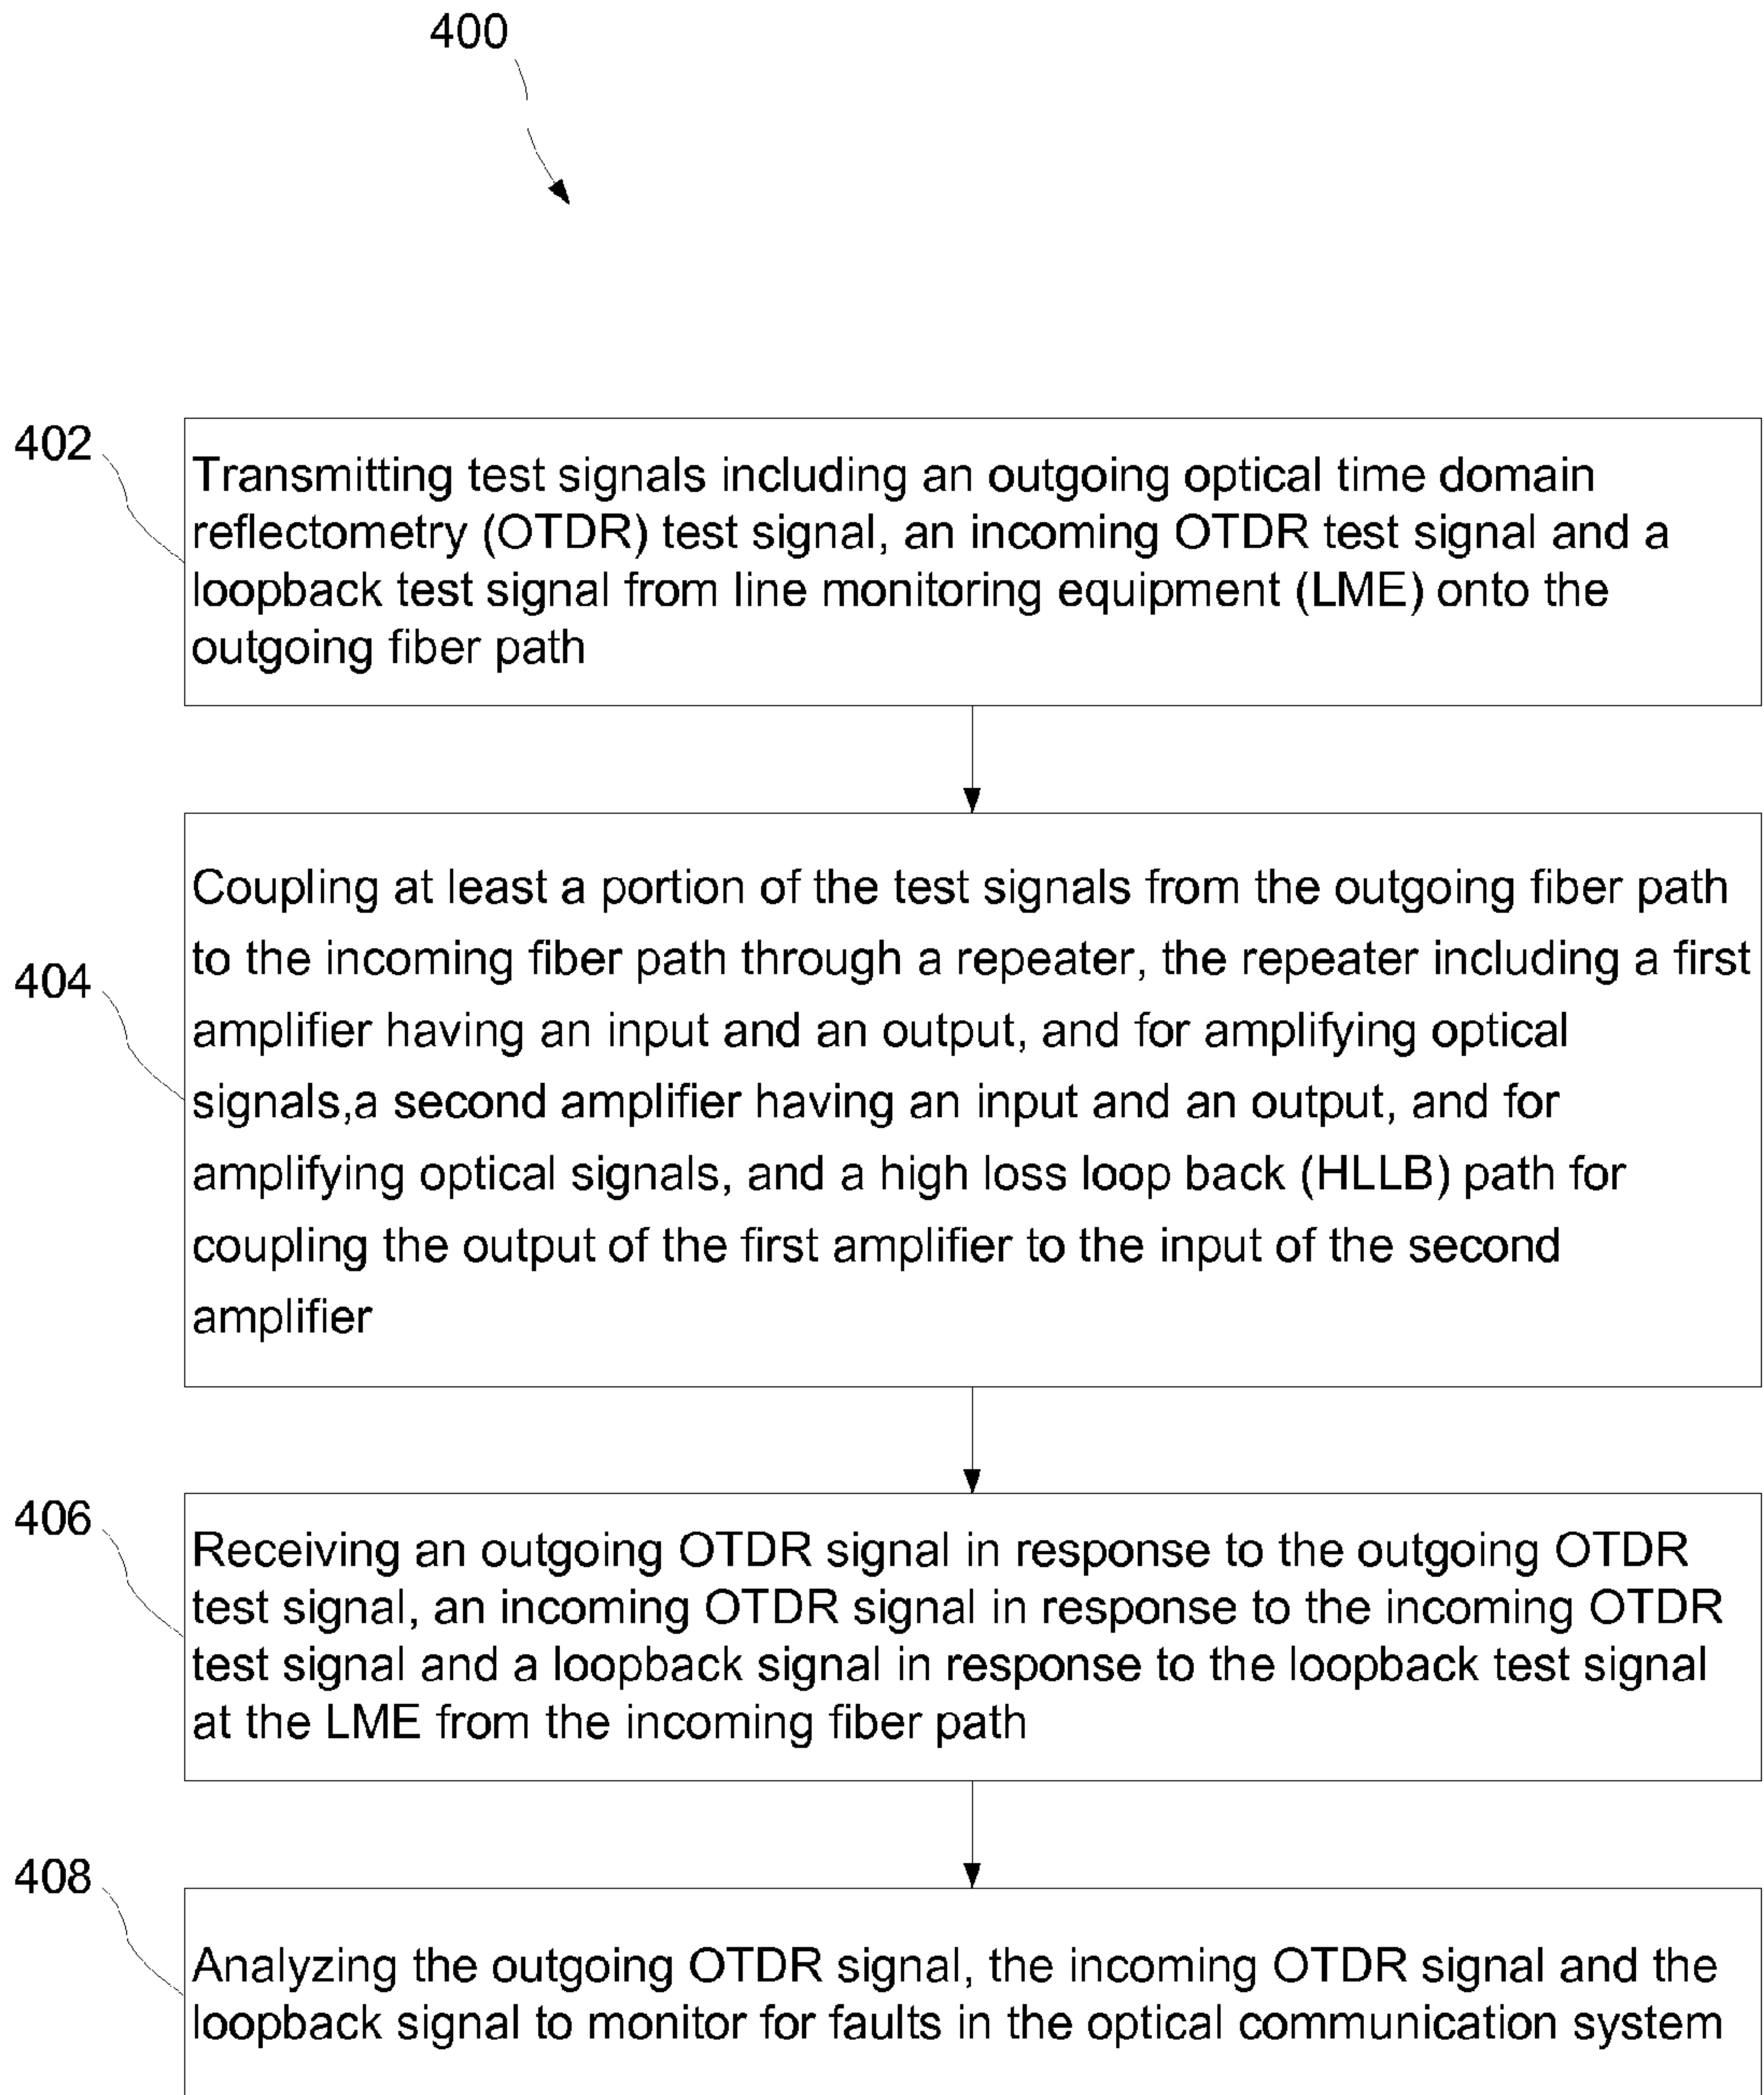 400
402
Transmitting test signals including an outgoing optical time domain
reflectometry (OTDR) test signal, an incoming OTDR test signal and a
loopback test signal from line monitoring equipment (LME) onto the
outgoing fiber path
404
Coupling at least a portion of the test signals from the outgoing fiber path
to the incoming fiber path through a repeater, the repeater including a first
amplifier having an input and an output, and for amplifying optical
signals,a second amplifier having an input and an output, and for
amplifying optical signals, and a high loss loop back (HLLB) path for
coupling the output of the first amplifier to the input of the second
amplifier
406
Receiving an outgoing OTDR signal in response to the outgoing OTDR
test signal, an incoming OTDR signal in response to the incoming OTDR
test signal and a loopback signal in response to the loopback test signal
at the LME from the incoming fiber path
408
Analyzing the outgoing OTDR signal, the incoming OTDR signal and the
loopback signal to monitor for faults in the optical communication system